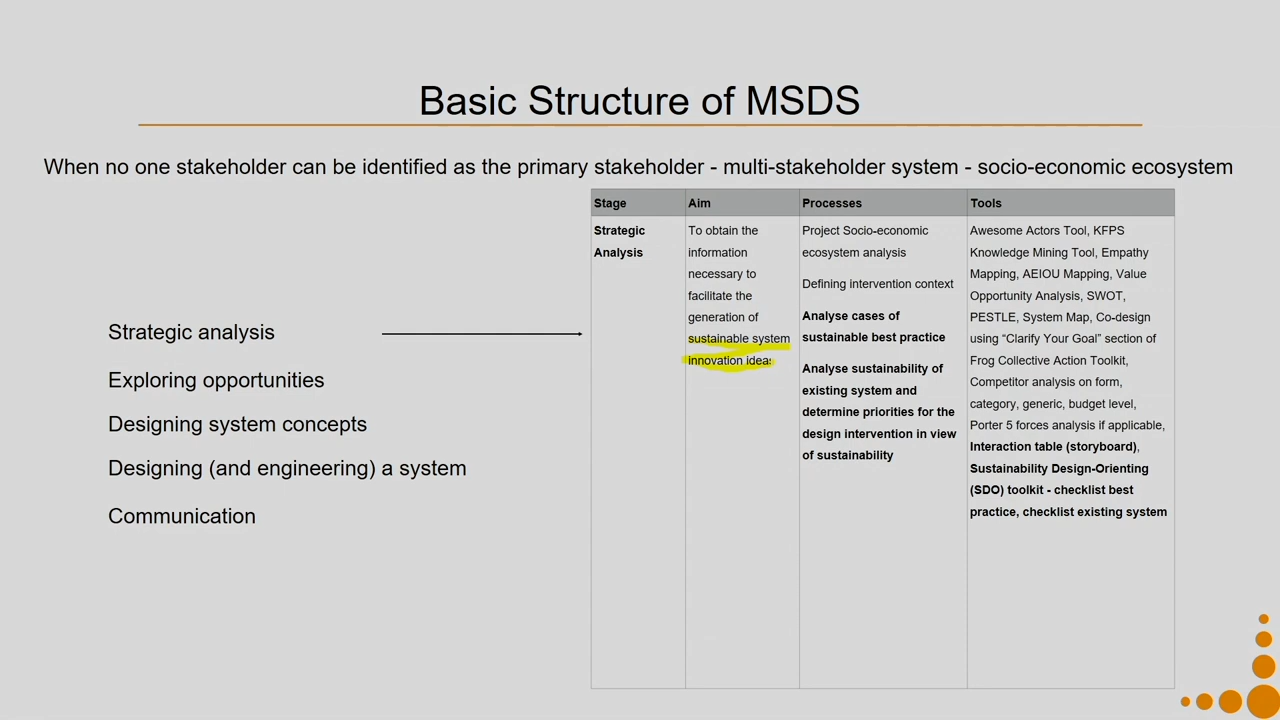 Basic Structure of MSDS
When no one stakeholder can be identified as the primary stakeholder - multi-stakeholder system - socio-economic ecosystem
Strategic analysis
Exploring opportunities
Designing system concepts
Designing (and engineering) a system
Communication
Stage
Aim
Processes
Tools
Strategic
Analysis
To obtain the
information
necessary to
facilitate the
generation of
sustainable system
innovation ideas
Project Socio-economic
ecosystem analysis
Defining intervention context
Analyse cases of
sustainable best practice
Analyse sustainability of
existing system and
determine priorities for the
design intervention in view
of sustainability
Awesome Actors Tool, KFPS
Knowledge Mining Tool, Empathy
Mapping, AEIOU Mapping, Value
Opportunity Analysis, SWOT,
PESTLE, System Map, Co-design
using “Clarify Your Goal” section of
Frog Collective Action Toolkit,
Competitor analysis on form,
category, generic, budget level,
Porter 5 forces analysis if applicable,
Interaction table (storyboard),
Sustainability Design-Orienting
(SDO) toolkit - checklist best
practice, checklist existing system